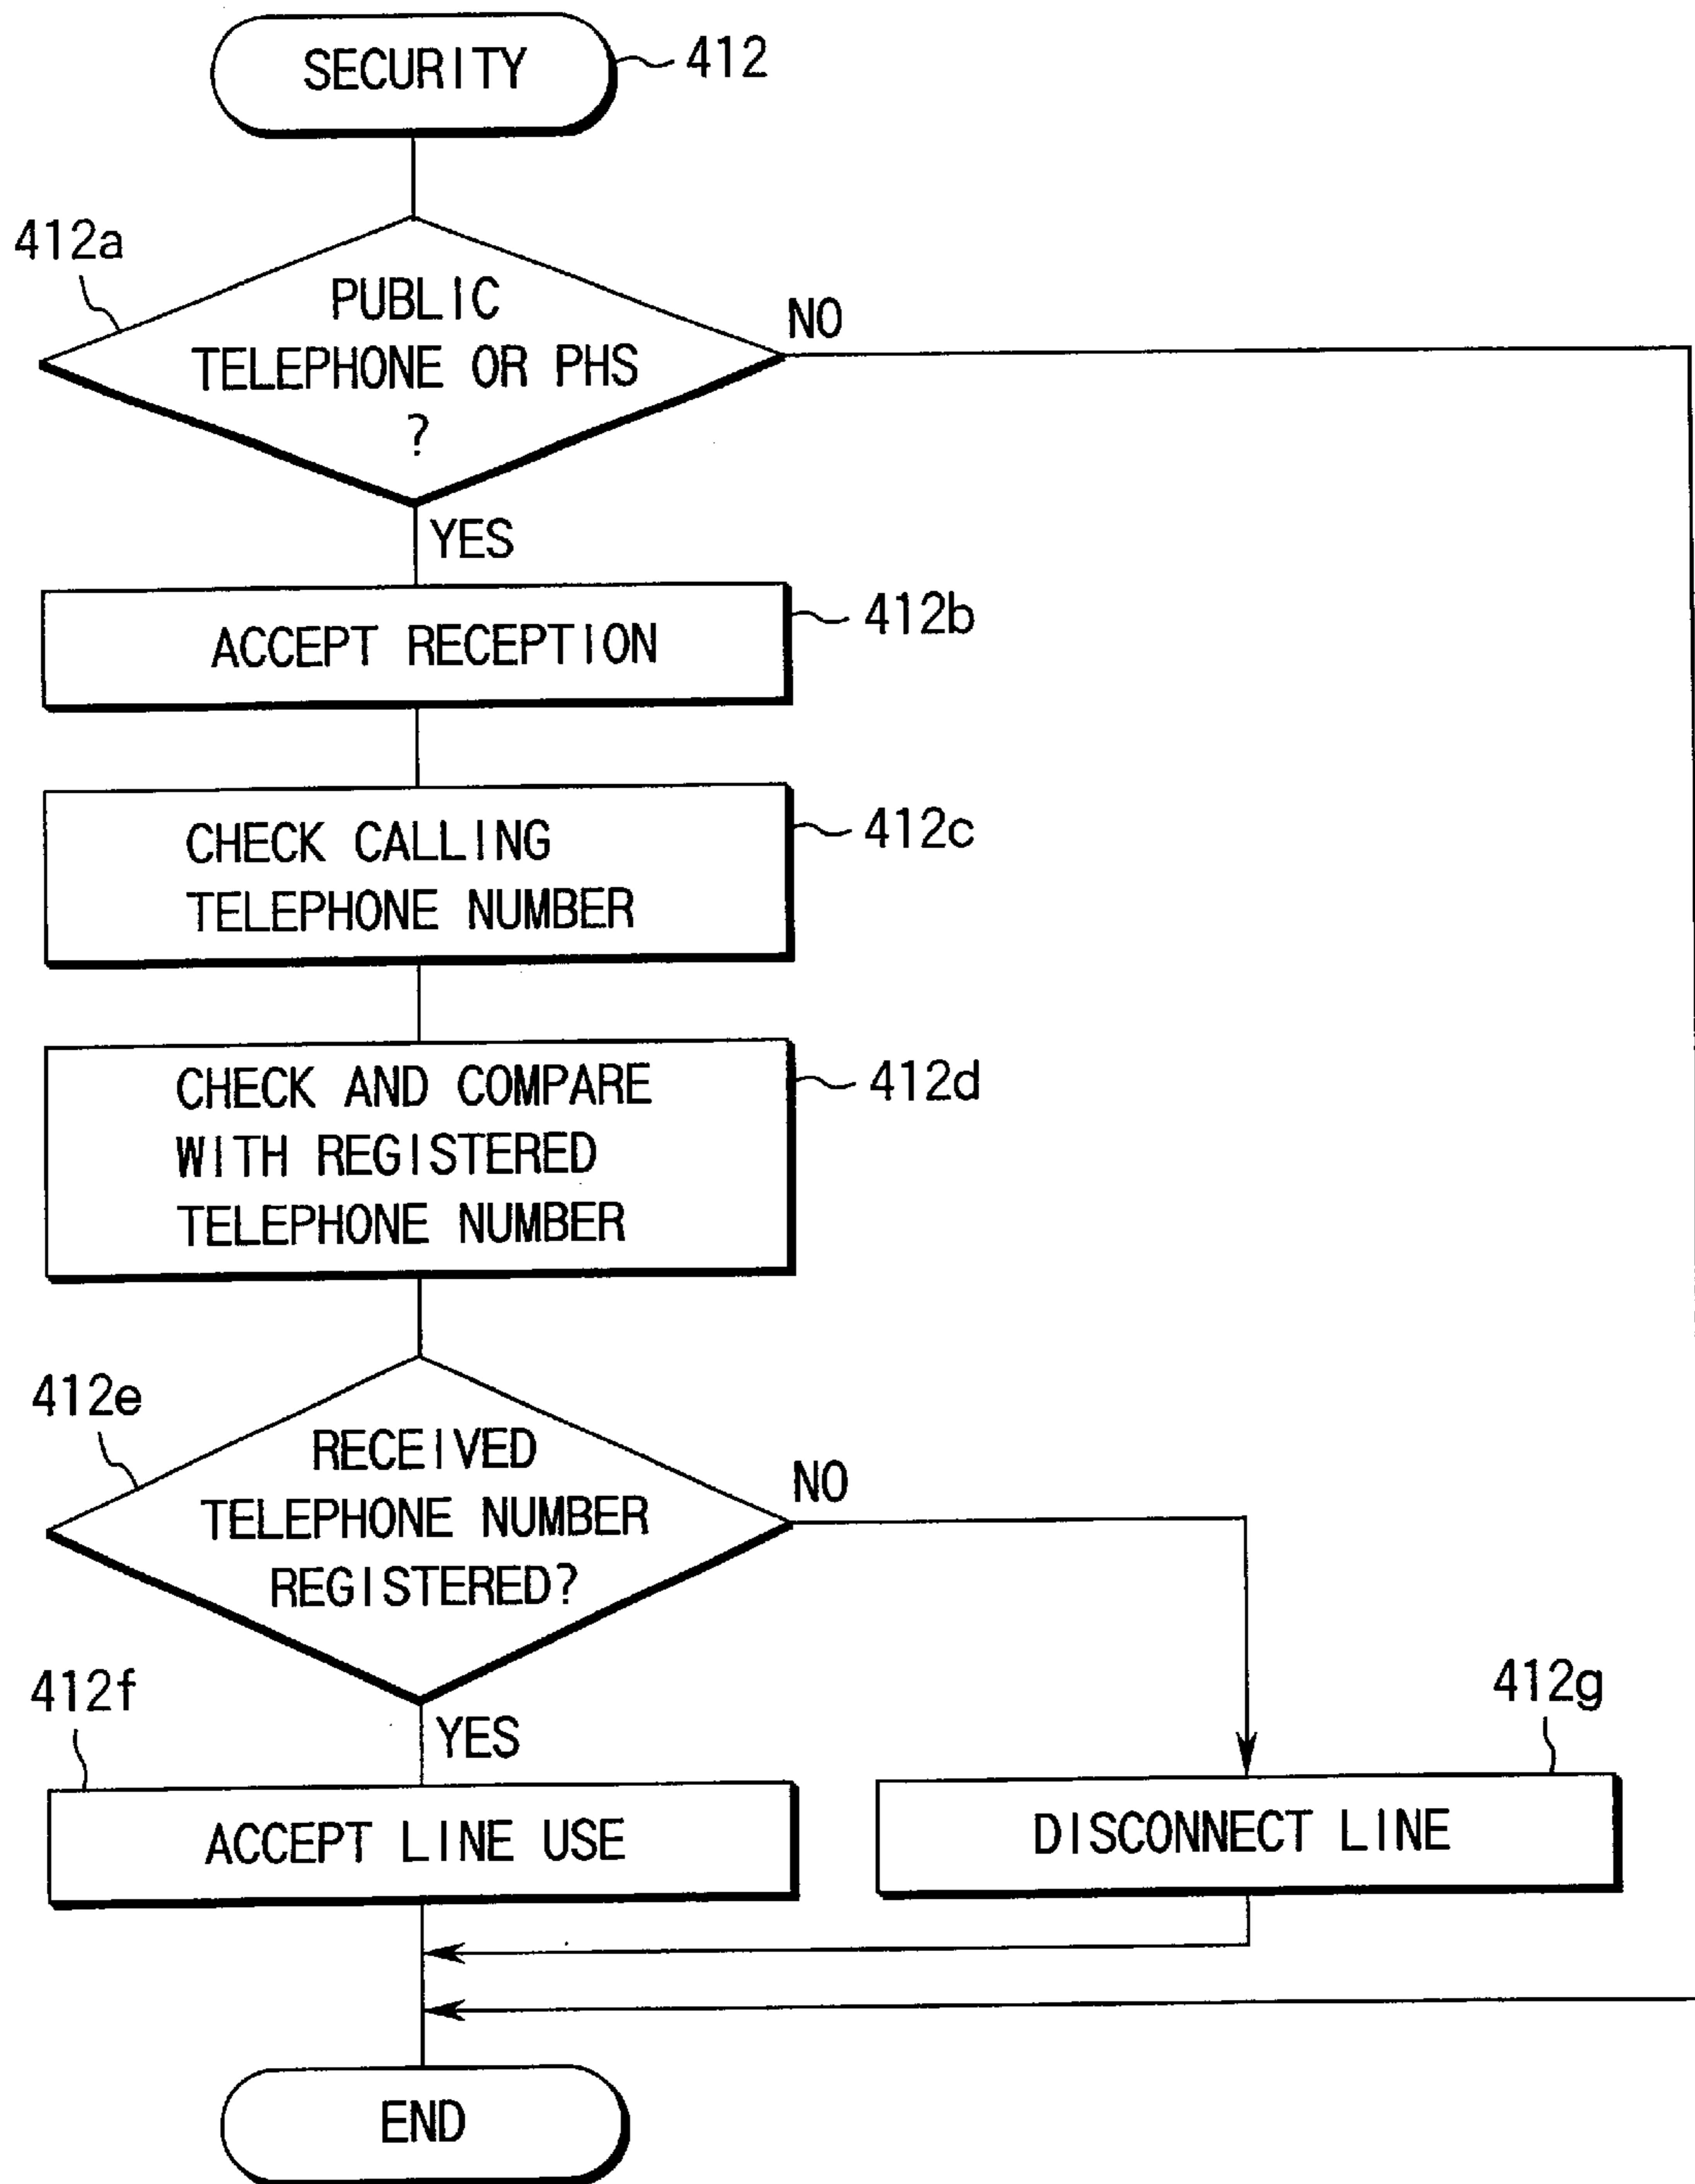 SECURITY
412
412a
PUBLIC
TELEPHONE OR PHS
?
NO
YES
ACCEPT RECEPTION
412b
CHECK CALLING
TELEPHONE NUMBER
412c
CHECK AND COMPARE
WITH REGISTERED
TELEPHONE NUMBER
412d
412e
RECEIVED
TELEPHONE NUMBER
REGISTERED?
NO
YES
412f
ACCEPT LINE USE
412g
DISCONNECT LINE
END